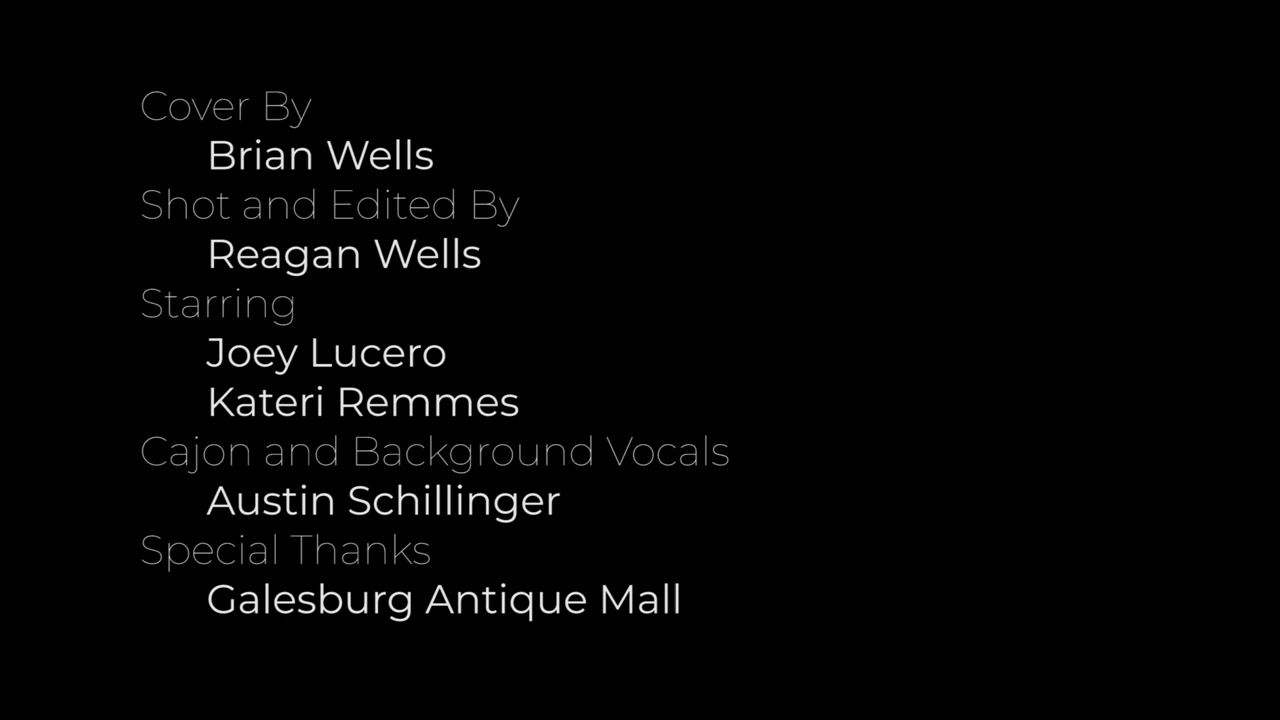 Cover By
Brian Wells
Shot and Edited By
Reagan Wells
Starring
Joey Lucero
Kateri Remmes
Cajon and Background Vocals
Austin Schillinger
Special Thanks
Galesburg Antique Mall